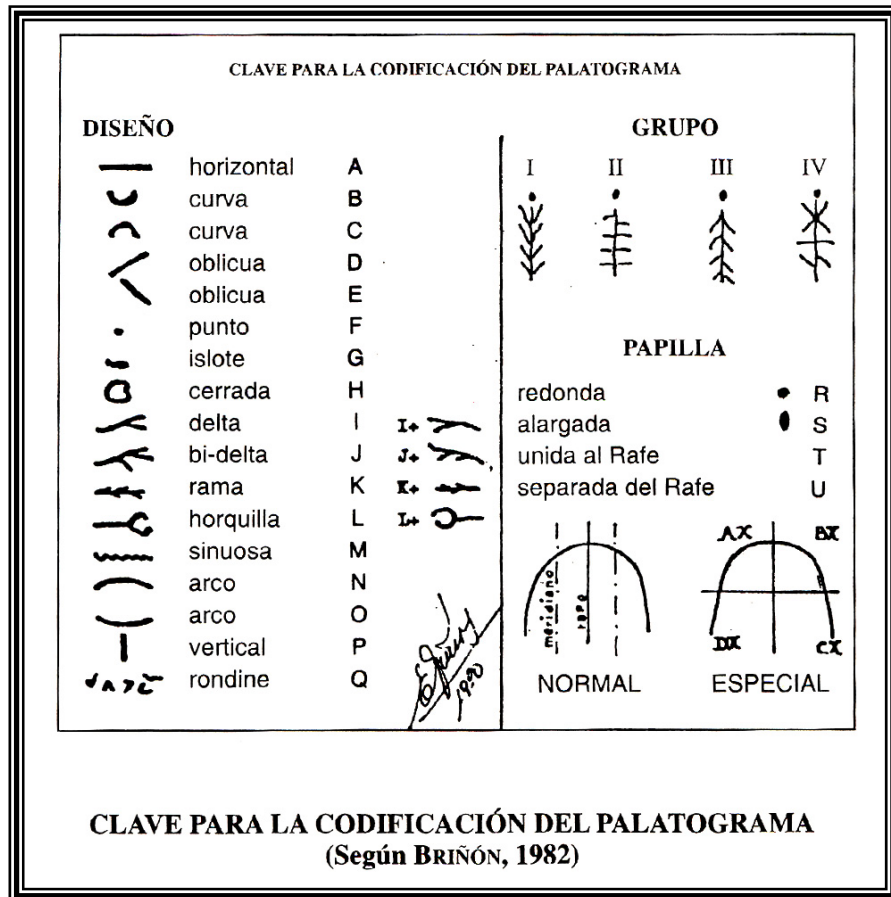 CLAVE PARA LA CODIFICACIÓN DEL PALATOGRAMA
DISEÑO
horizontal A
curva B
curva C
oblicua D
oblicua E
punto F
islote G
cerrada H
delta I I+
bi-delta J J+
rama K K+
horquilla L L+
sinuosa M
arco N
arco O
vertical P
rondine Q
1990
GRUPO
I II III IV
PAPILLA
redonda R
alargada S
unida al Rafe T
separada del Rafe U
meridiano
AX BX
DX CX
NORMAL ESPECIAL
CLAVE PARA LA CODIFICACIÓN DEL PALATOGRAMA
(Según BRIÑÓN, 1982)